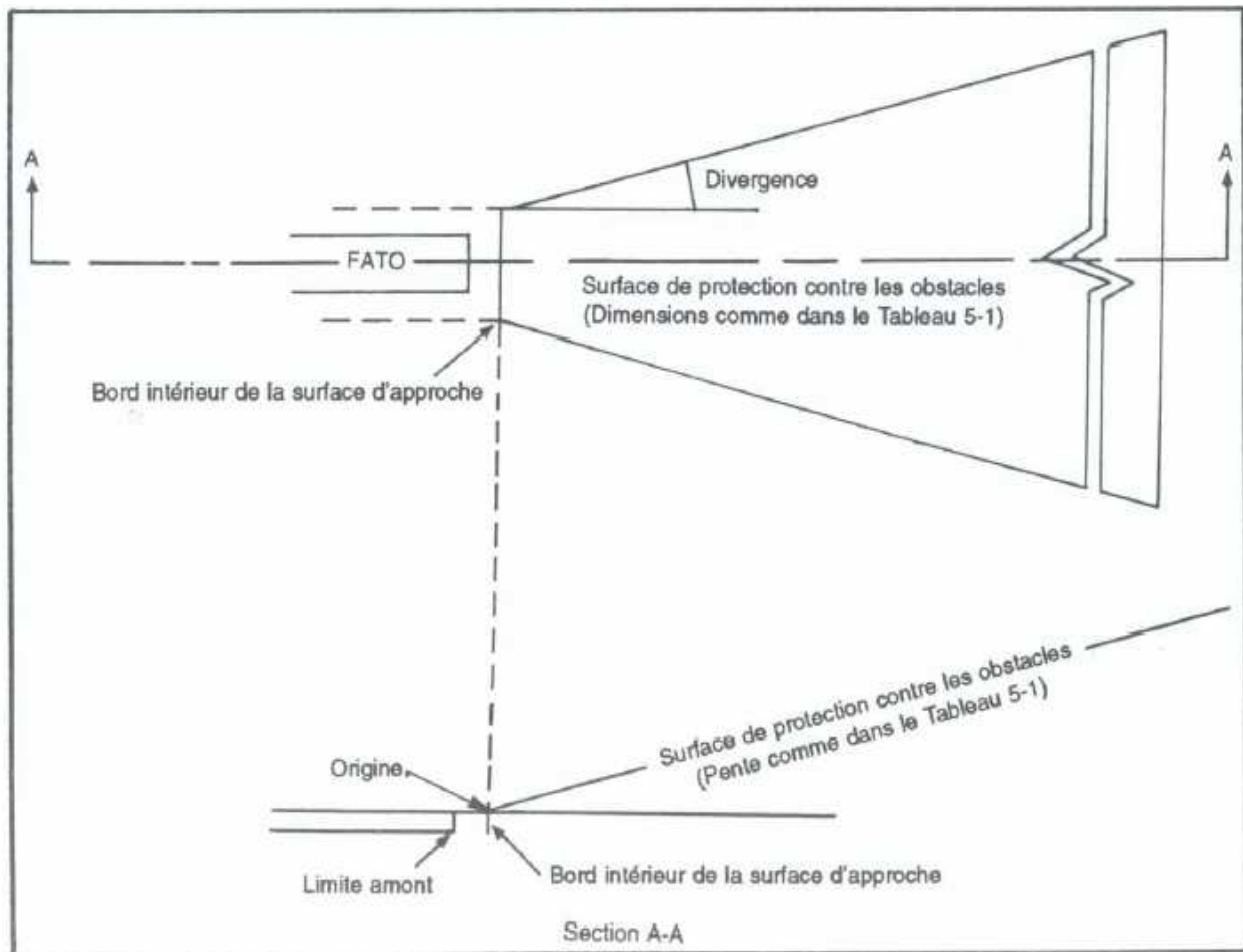 A
A
Divergence
FATO
Surface de protection contre les obstacles
(Dimensions comme dans le Tableau 5-1)
Bord intérieur de la surface d'approche
Surface de protection contre les obstacles
(Pente comme dans le Tableau 5-1)
Origine
Limite amont
Bord intérieur de la surface d'approche
Section A-A